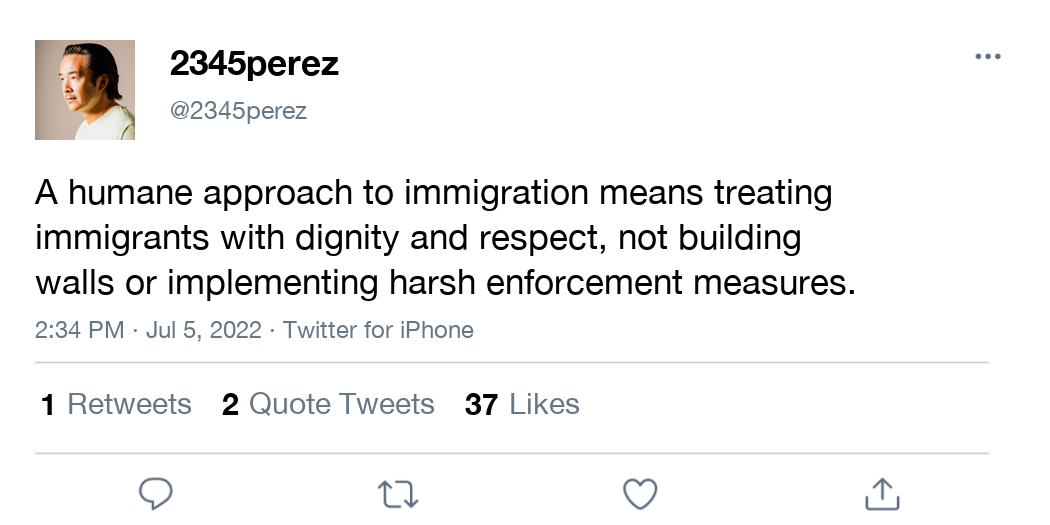 2345perez
@2345perez
A humane approach to immigration means treating
immigrants with dignity and respect, not building
walls or implementing harsh enforcement measures.
2:34 PM · Jul 5, 2022 · Twitter for iPhone
1 Retweets 2 Quote Tweets 37 Likes